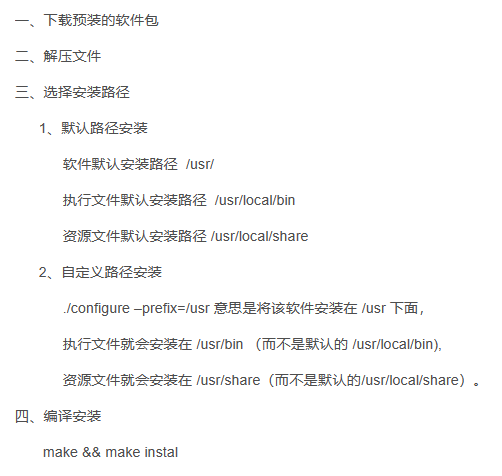 一、下载预装的软件包
二、解压文件
三、选择安装路径
1、默认路径安装
软件默认安装路径 /usr/
执行文件默认安装路径 /usr/local/bin
资源文件默认安装路径 /usr/local/share
2、自定义路径安装
./configure –prefix=/usr 意思是将该软件安装在 /usr 下面，
执行文件就会安装在 /usr/bin （而不是默认的 /usr/local/bin),
资源文件就会安装在 /usr/share（而不是默认的/usr/local/share）。
四、编译安装
make && make instal